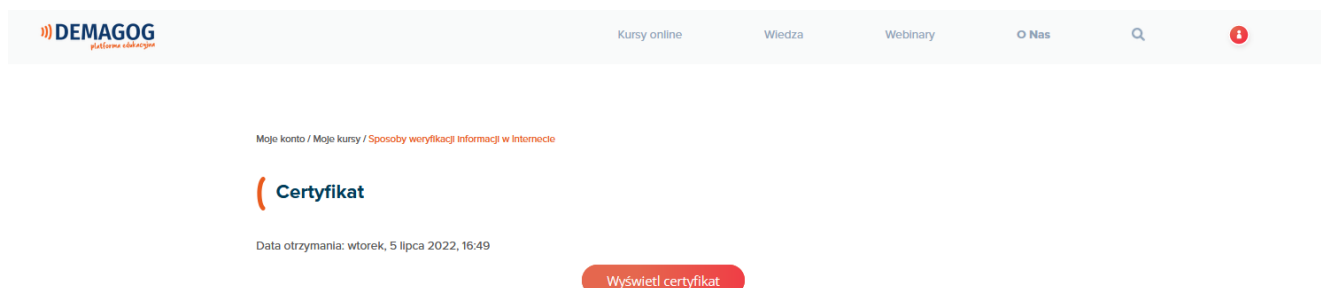 DEMAGOG
platforma edukacyjna
Kursy online
Wiedza
Webinary
O Nas
Moje konto / Moje kursy / Sposoby weryfikacji informacji w Internecie
Certyfikat
Data otrzymania: wtorek, 5 lipca 2022, 16:49
Wyświetl certyfikat